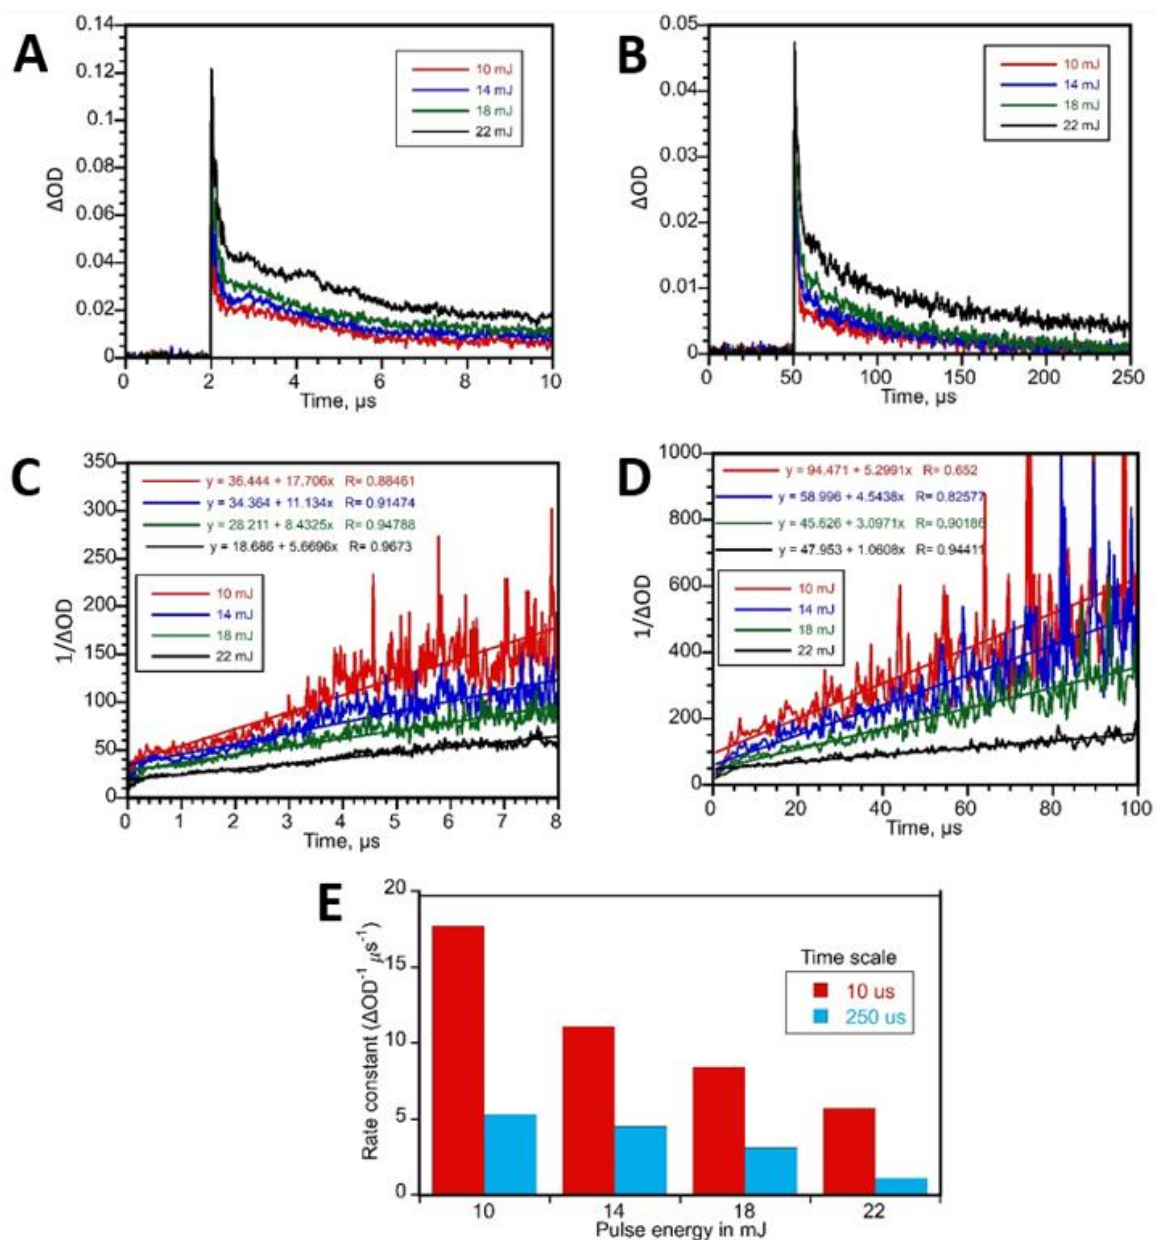 A
0.14
0.12
0.1
0.08
0.06
0.04
0.02
0
ΔOD
10 mJ
14 mJ
18 mJ
22 mJ
0 2 4 6 8 10
Time, μs
B
0.05
0.04
0.03
0.02
0.01
0
ΔOD
10 mJ
14 mJ
18 mJ
22 mJ
0 50 100 150 200 250
Time, μs
C
350
300
250
200
150
100
50
0
1/ΔOD
y = 36.444 + 17.706x R= 0.88461
y = 34.364 + 11.134x R= 0.91474
y = 28.211 + 8.4325x R= 0.94788
y = 18.686 + 5.6696x R= 0.9673
10 mJ
14 mJ
18 mJ
22 mJ
0 1 2 3 4 5 6 7 8
Time, μs
D
1000
800
600
400
200
0
1/ΔOD
y = 94.471 + 5.2991x R= 0.652
y = 58.996 + 4.5438x R= 0.82577
y = 45.626 + 3.0971x R= 0.90186
y = 47.953 + 1.0608x R= 0.94411
10 mJ
14 mJ
18 mJ
22 mJ
0 20 40 60 80 100
Time, μs
E
20
15
10
5
0
Rate constant (ΔOD⁻¹ μs⁻¹)
Time scale
10 us
250 us
10 14 18 22
Pulse energy in mJ